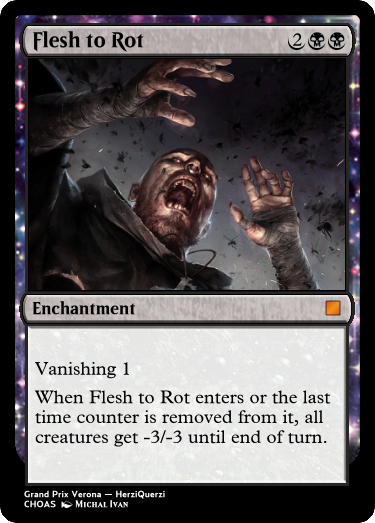 Flesh to Rot 2
Enchantment
Vanishing 1
When Flesh to Rot enters or the last
time counter is removed from it, all
creatures get -3/-3 until end of turn.
Grand Prix Verona — HerziQuerzi
CHOAS Michal Ivan